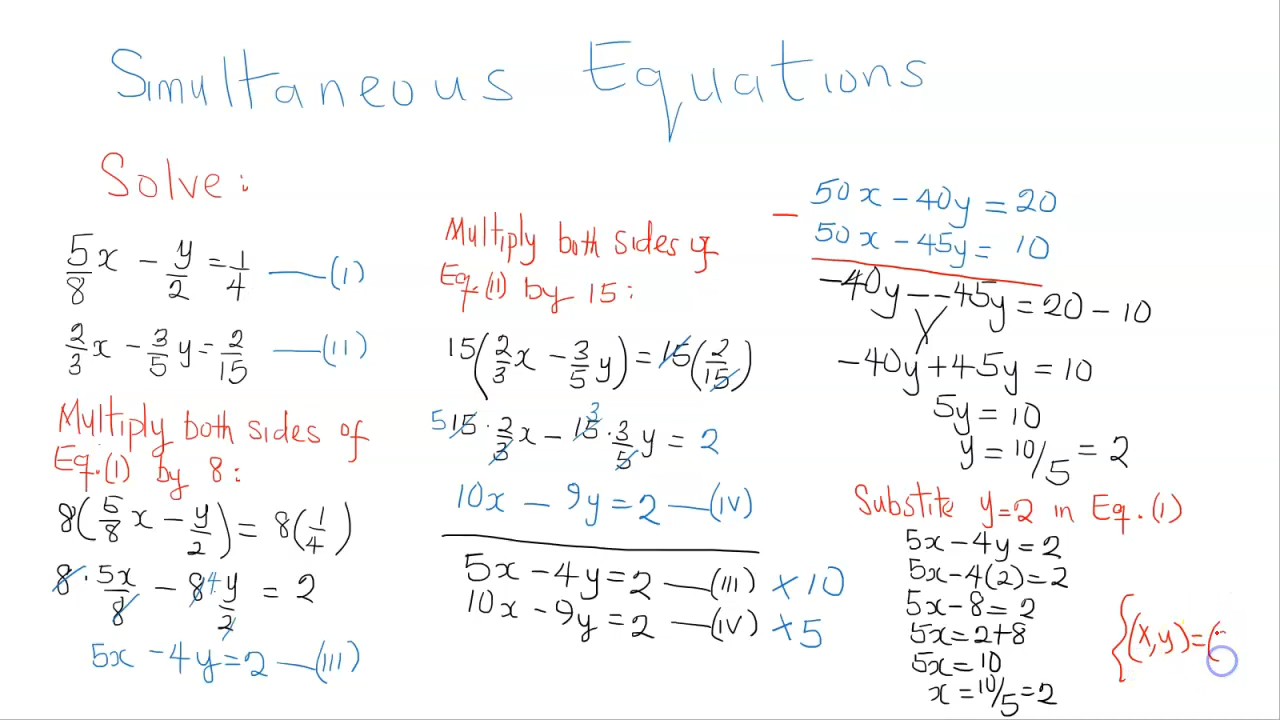 Simultaneous Equations
Solve:
5/8 x - y/2 = 1/4 —(I)
2/3 x - 3/5 y = 2/15 —(II)
Multiply both sides of
Eq.(I) by 8:
8(5/8 x - y/2) = 8(1/4)
8 · 5x/8 - 8 4 y/2 = 2
5x - 4y = 2 —(III)
Multiply both sides of
Eq.(II) by 15:
15(2/3 x - 3/5 y) = 15(2/15)
5 15 · 2/3 x - 15 3 · 3/5 y = 2
10x - 9y = 2 —(IV)
5x - 4y = 2 —(III) × 10
10x - 9y = 2 —(IV) × 5
50x - 40y = 20
- 50x - 45y = 10
-40y - -45y = 20 - 10
-40y + 45y = 10
5y = 10
y = 10/5 = 2
Substite y=2 in Eq.(I)
5x - 4y = 2
5x - 4(2) = 2
5x - 8 = 2
5x = 2+8
5x = 10
x = 10/5 = 2
{(x,y)=(